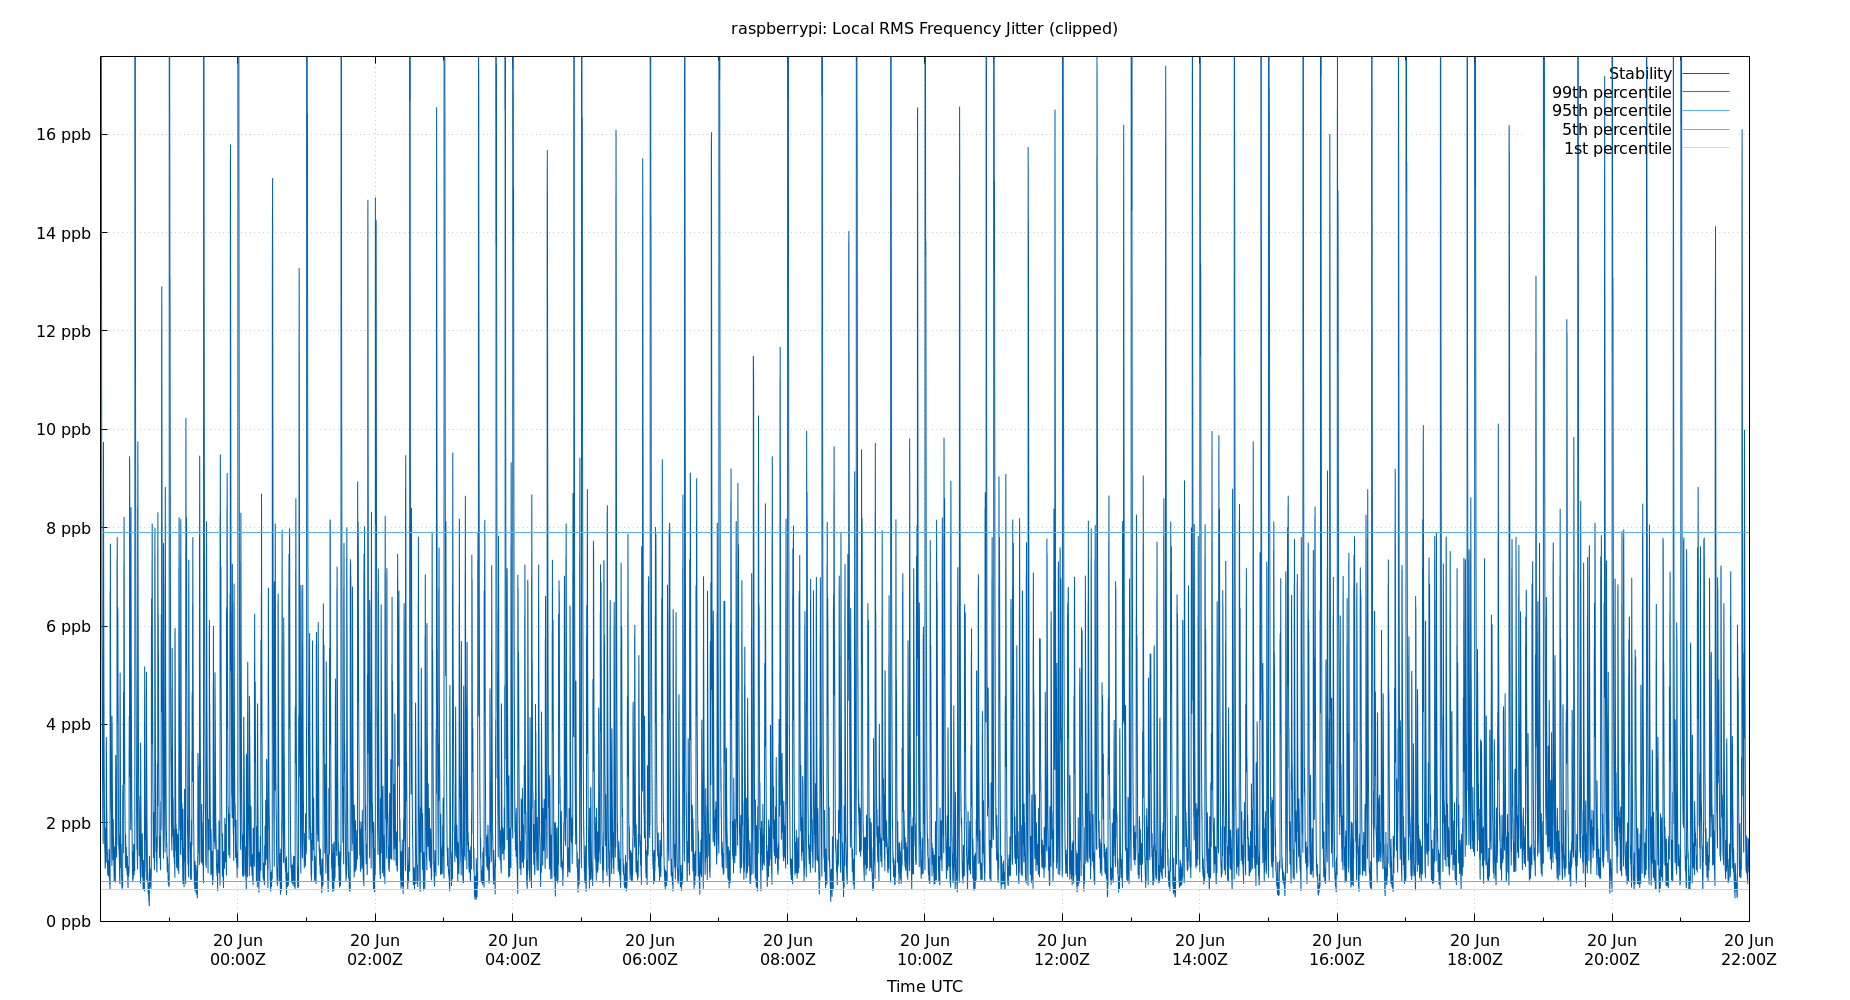 raspberrypi: Local RMS Frequency Jitter (clipped)
Stability
99th percentile
95th percentile
5th percentile
1st percentile
16 ppb
14 ppb
12 ppb
10 ppb
8 ppb
6 ppb
4 ppb
2 ppb
0 ppb
20 Jun 20 Jun 20 Jun 20 Jun 20 Jun 20 Jun 20 Jun 20 Jun 20 Jun 20 Jun 20 Jun 20 Jun
00:00Z 02:00Z 04:00Z 06:00Z 08:00Z 10:00Z 12:00Z 14:00Z 16:00Z 18:00Z 20:00Z 22:00Z
Time UTC